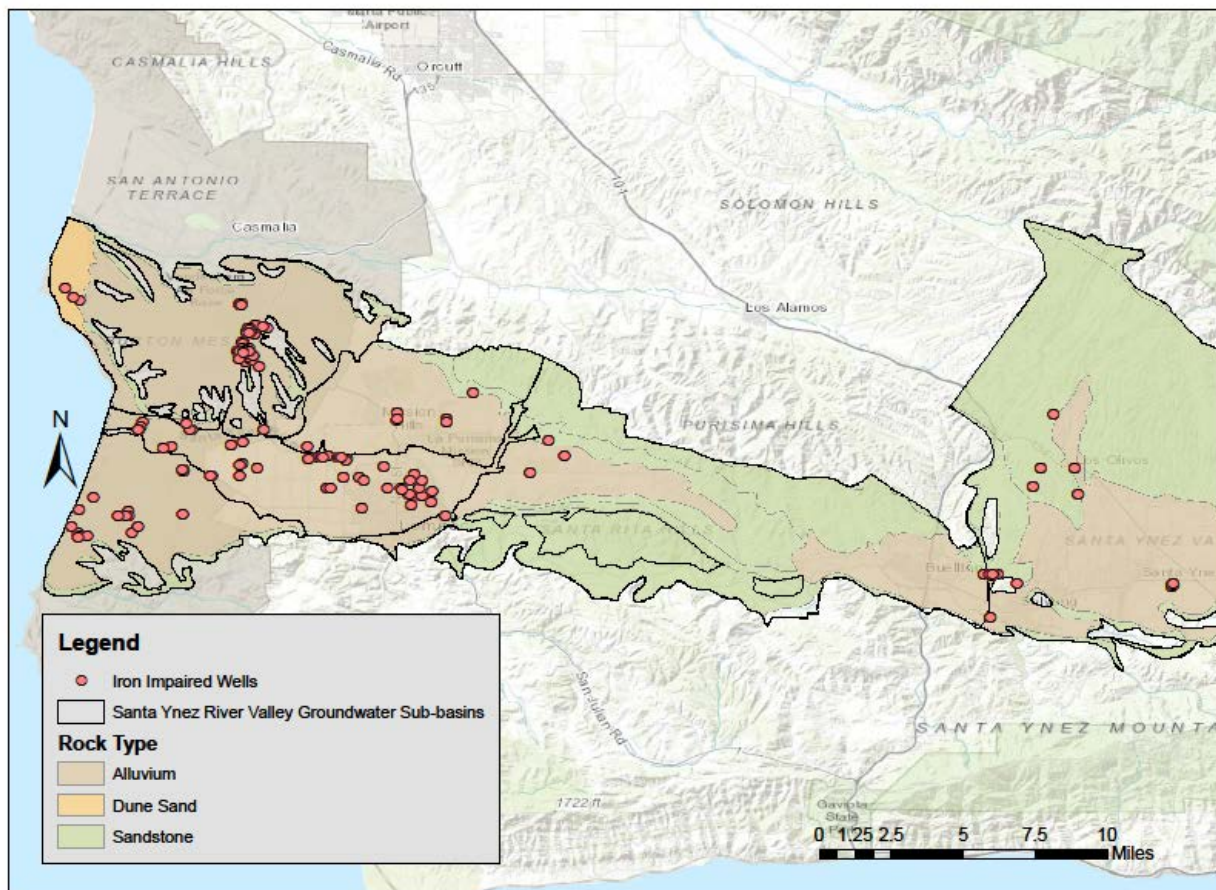 Airport
CASMALIA HILLS
Casmalia Rd
Orcutt
135
SAN ANTONIO
TERRACE
101
SOLOMON HILLS
Casmalia
Los Alamos
N
PURISIMA HILLS
Olivos
SANTA RITA HILLS
SANTA YNEZ VA
Santa Yne
Legend
Iron Impaired Wells
Santa Ynez River Valley Groundwater Sub-basins
Rock Type
Alluvium
Dune Sand
Sandstone
San Julian Rd
SANTA YNEZ MOUNTA
1722 ft
Gaviota
State
0 1.25 2.5 5 7.5 10
Miles